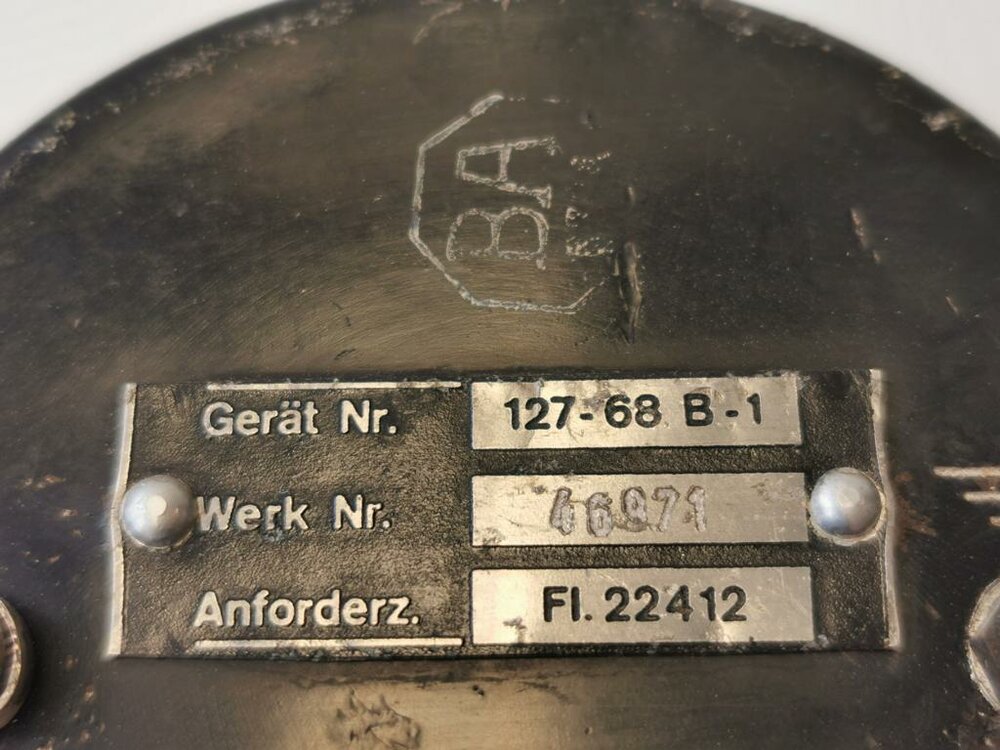 BA
Gerät Nr. 127-68 B-1
Werk Nr. 46971
Anforderz. Fl. 22412